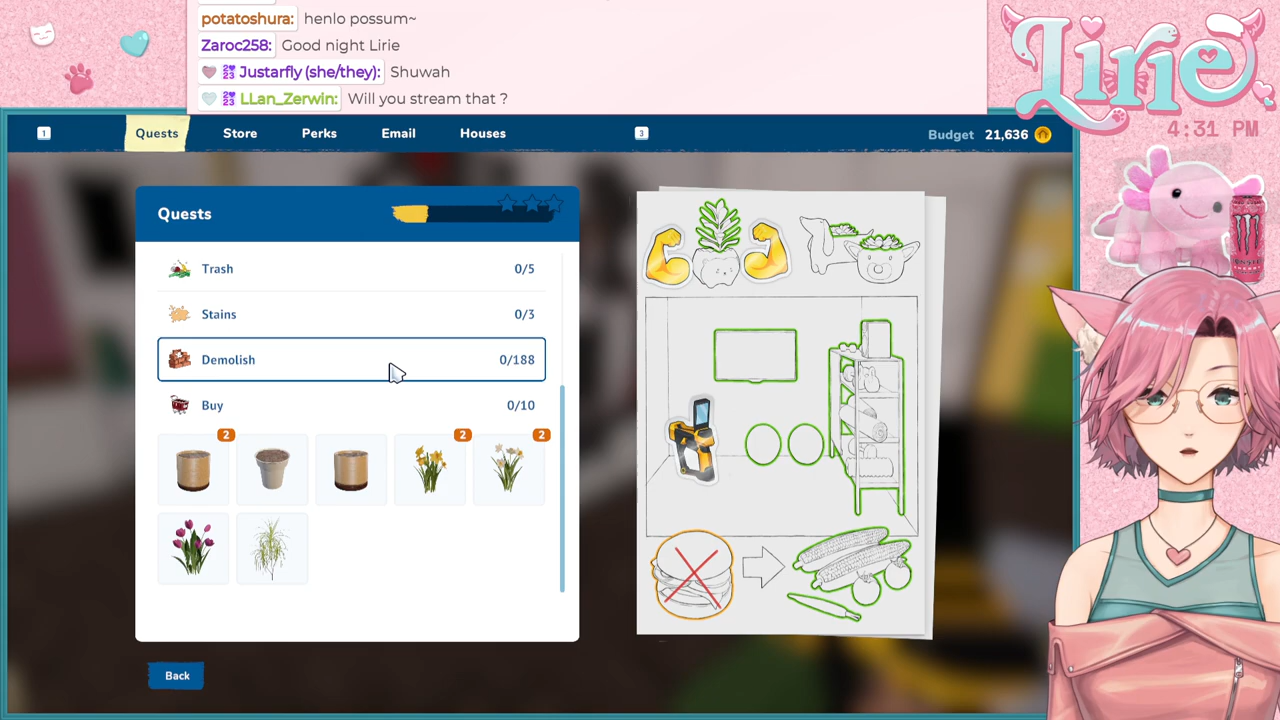 potatoshura: henlo possum~
Zaroc258: Good night Lirie
Justarfly (she/they): Shuwah
LLan_Zerwin: Will you stream that ?
Lirie
4:31 PM
1 Quests Store Perks Email Houses 3 Budget 21,636
Quests
Trash 0/5
Stains 0/3
Demolish 0/188
Buy 0/10
2 2 2
Back